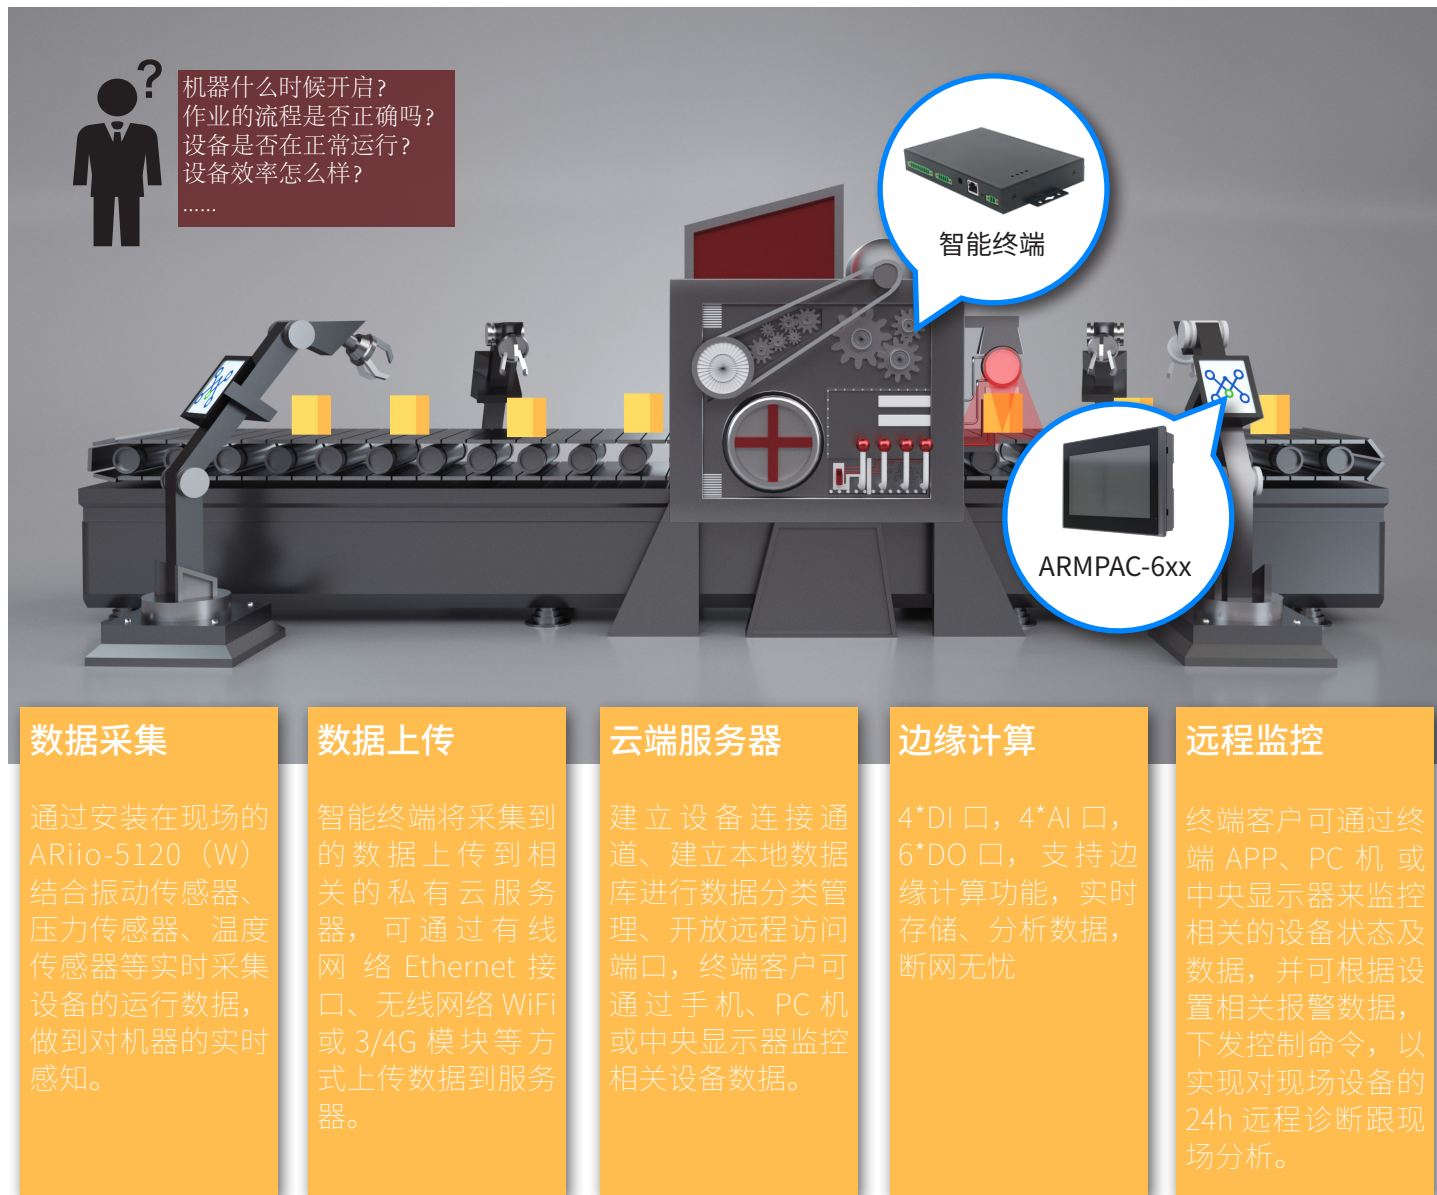 ?
机器什么时候开启?
作业的流程是否正确吗?
设备是否在正常运行?
设备效率怎么样?
......
智能终端
ARMPAC-6xx
数据采集
通过安装在现场的
ARiio-5120（W）
结合振动传感器、
压力传感器、温度
传感器等实时采集
设备的运行数据，
做到对机器的实时
感知。
数据上传
智能终端将采集到
的数据上传到相
关的私有云服务
器，可通过有线
网络 Ethernet 接
口、无线网络 WiFi
或 3/4G 模块等方
式上传数据到服务
器。
云端服务器
建立设备连接通
道、建立本地数据
库进行数据分类管
理、开放远程访问
端口，终端客户可
通过手机、PC 机
或中央显示器监控
相关设备数据。
边缘计算
4*DI 口，4*AI 口，
6*DO 口，支持边
缘计算功能，实时
存储、分析数据，
断网无忧
远程监控
终端客户可通过终
端 APP、PC 机 或
中央显示器来监控
相关的设备状态及
数据，并可根据设
置相关报警数据，
下发控制命令，以
实现对现场设备的
24h 远程诊断跟现
场分析。